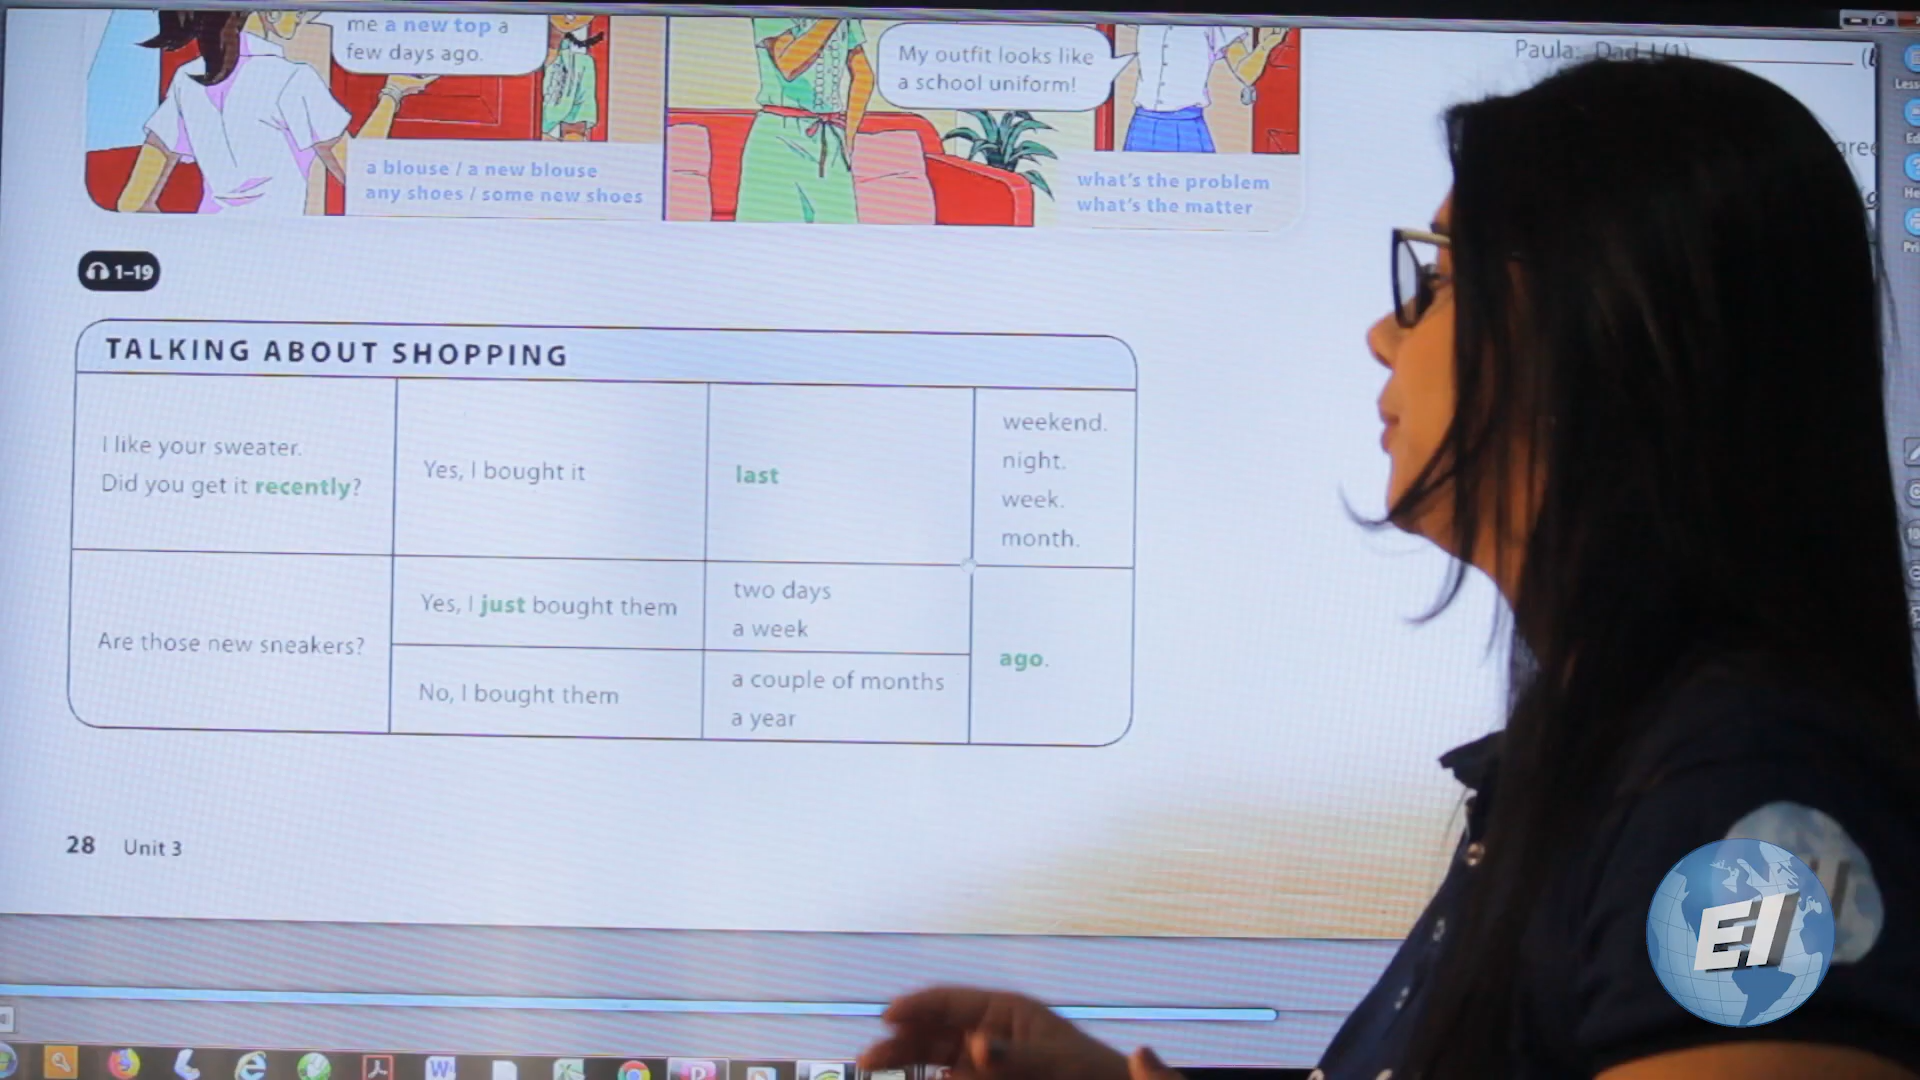 me a new top a
few days ago.
a blouse / a new blouse
any shoes / some new shoes
My outfit looks like
a school uniform!
what's the problem
what's the matter
Paula: Dad, I (1)
1–19
TALKING ABOUT SHOPPING
I like your sweater.
Did you get it recently?
Yes, I bought it
last
weekend.
night.
week.
month.
Are those new sneakers?
Yes, I just bought them
two days
a week
No, I bought them
a couple of months
a year
ago.
28 Unit 3
EI